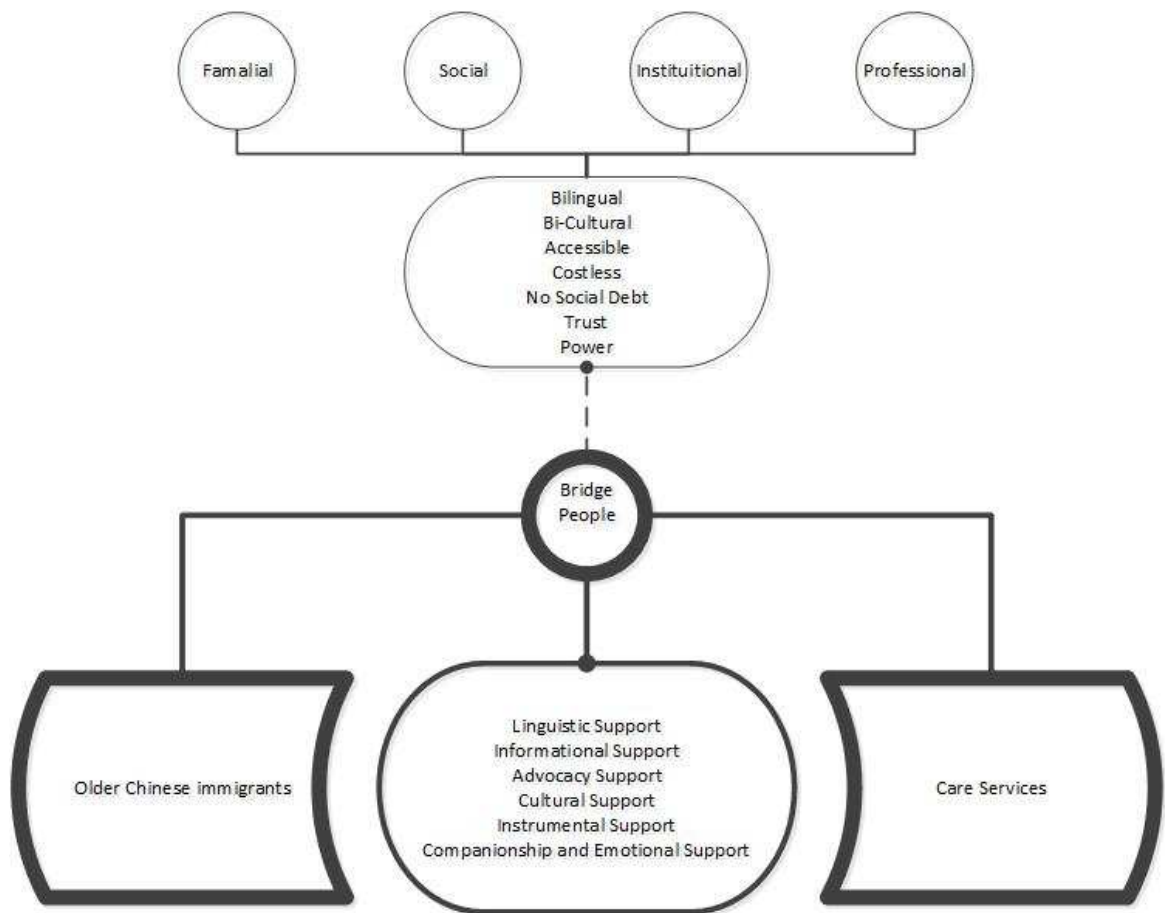 Famalial
Social
Instituitional
Professional
Bilingual
Bi-Cultural
Accessible
Costless
No Social Debt
Trust
Power
Bridge
People
Older Chinese immigrants
Linguistic Support
Informational Support
Advocacy Support
Cultural Support
Instrumental Support
Companionship and Emotional Support
Care Services